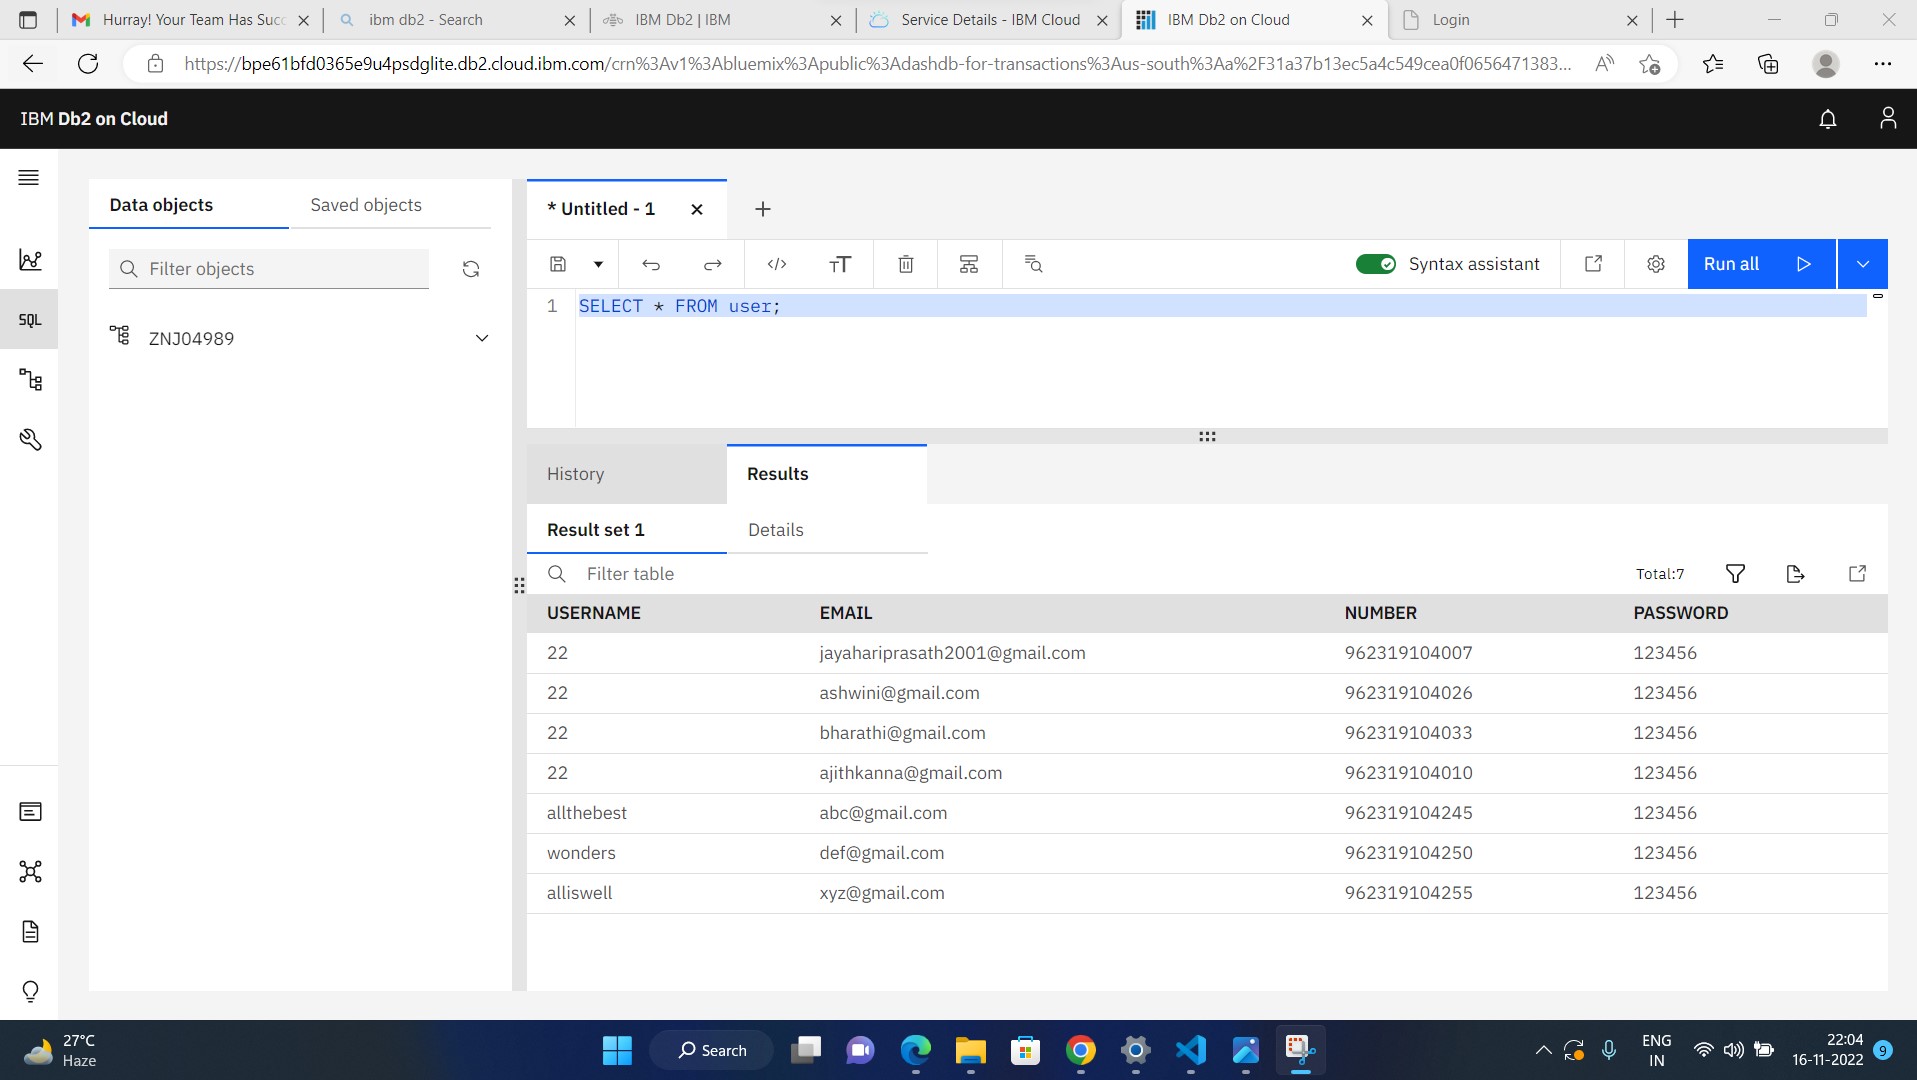 Hurray! Your Team Has Succ
ibm db2 - Search
IBM Db2 | IBM
Service Details - IBM Cloud
IBM Db2 on Cloud
Login
https://bpe61bfd0365e9u4psdglite.db2.cloud.ibm.com/crn%3Av1%3Abluemix%3Apublic%3Adashdb-for-transactions%3Aus-south%3Aa%2F31a37b13ec5a4c549cea0f0656471383...
IBM Db2 on Cloud
Data objects
Saved objects
* Untitled - 1
Filter objects
Syntax assistant
Run all
SQL
ZNJ04989
1 SELECT * FROM user;
History
Results
Result set 1
Details
Filter table
Total:7
USERNAME EMAIL NUMBER PASSWORD
22 jayahariprasath2001@gmail.com 962319104007 123456
22 ashwini@gmail.com 962319104026 123456
22 bharathi@gmail.com 962319104033 123456
22 ajithkanna@gmail.com 962319104010 123456
allthebest abc@gmail.com 962319104245 123456
wonders def@gmail.com 962319104250 123456
alliswell xyz@gmail.com 962319104255 123456
27°C
Haze
Search
ENG
IN
22:04
16-11-2022
9